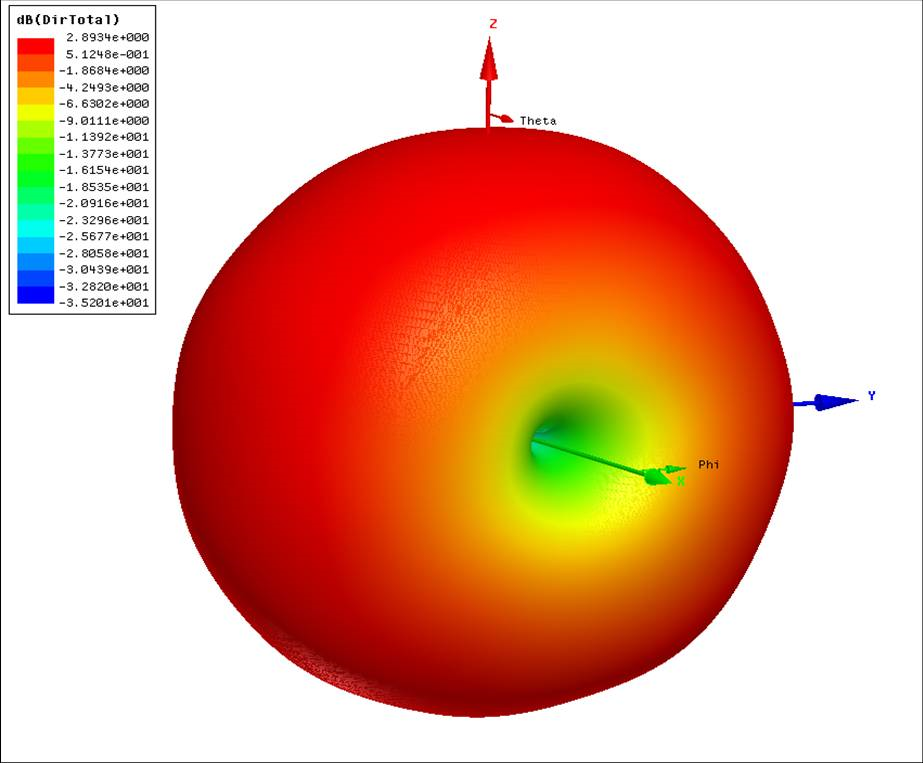 dB(DirTotal)
2.8934e+000
5.1248e-001
-1.8684e+000
-4.2493e+000
-6.6302e+000
-9.0111e+000
-1.1392e+001
-1.3773e+001
-1.6154e+001
-1.8535e+001
-2.0916e+001
-2.3296e+001
-2.5677e+001
-2.8058e+001
-3.0439e+001
-3.2820e+001
-3.5201e+001
Z
Theta
Y
Phi
X